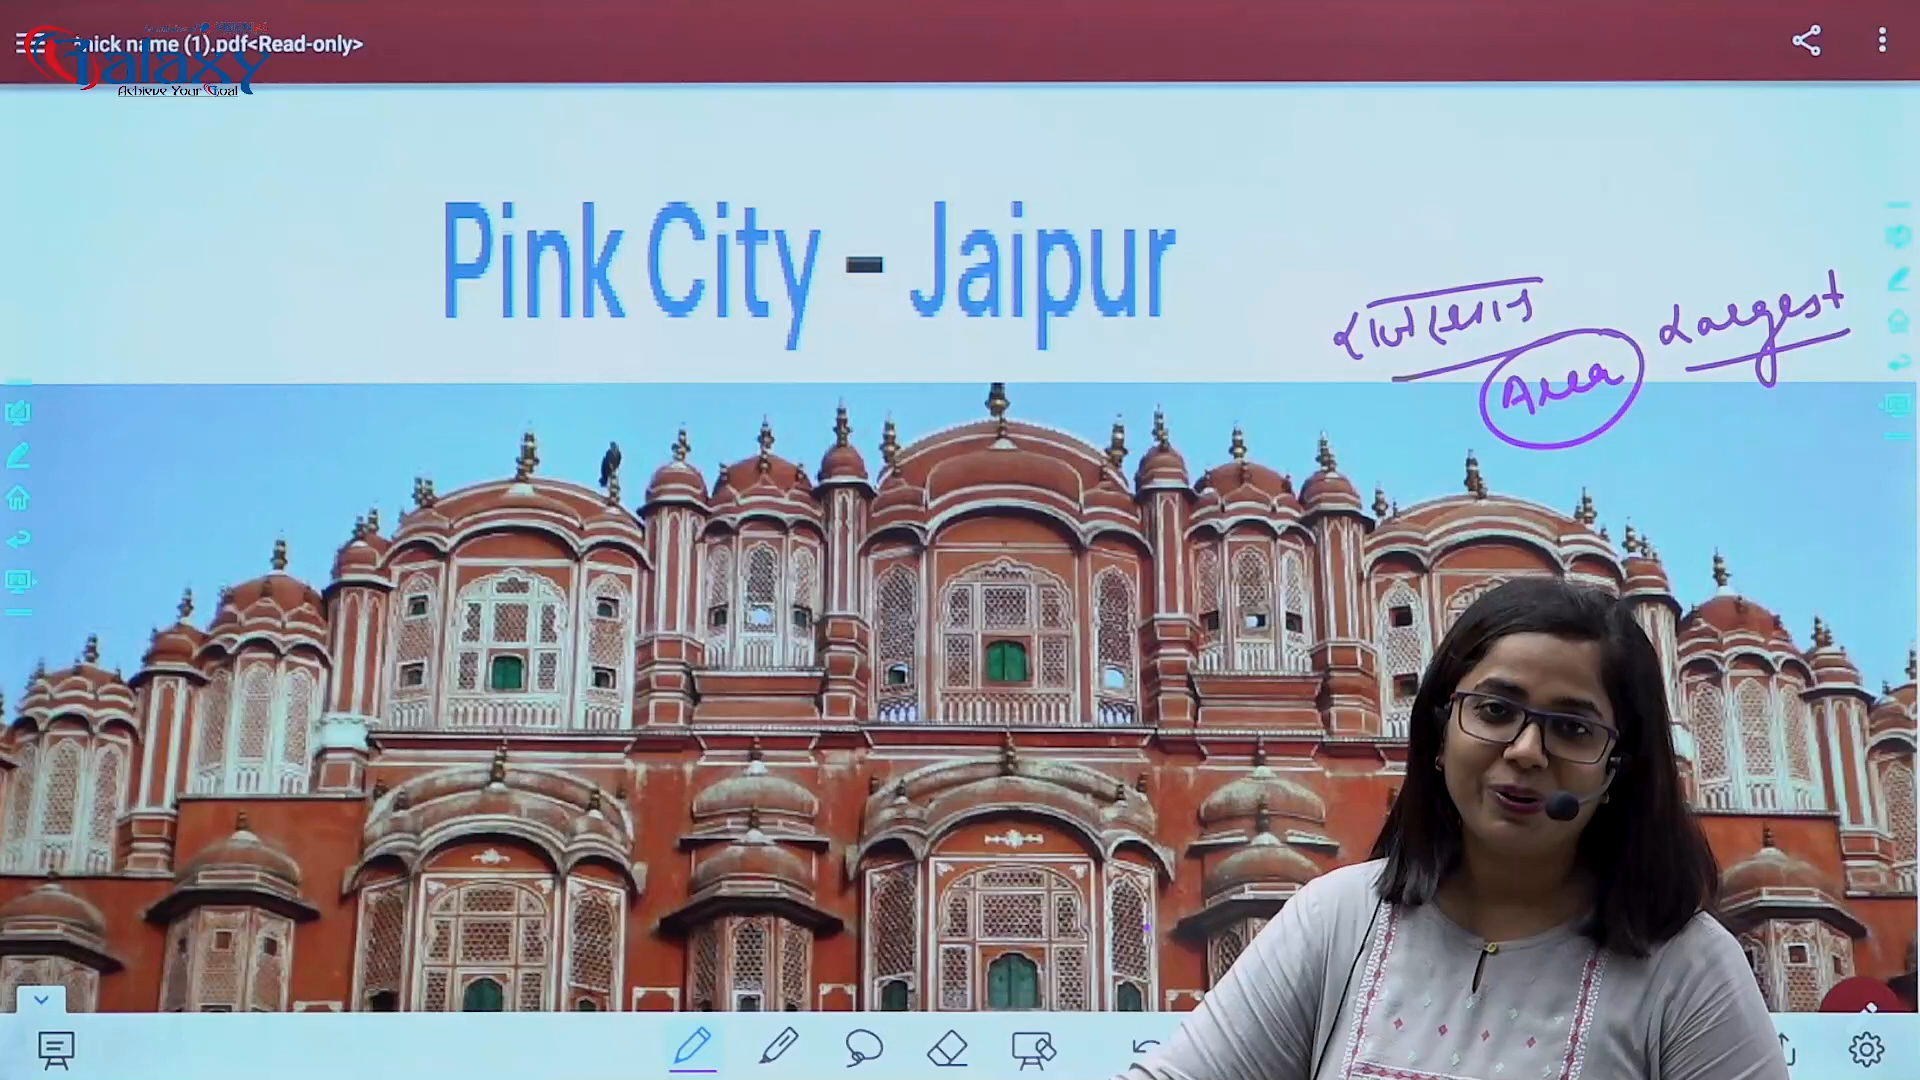 nick name (1).pdf<Read-only>
Galaxy
Achieve Your Goal
Pink City - Jaipur
राजस्थान
Largest
Area